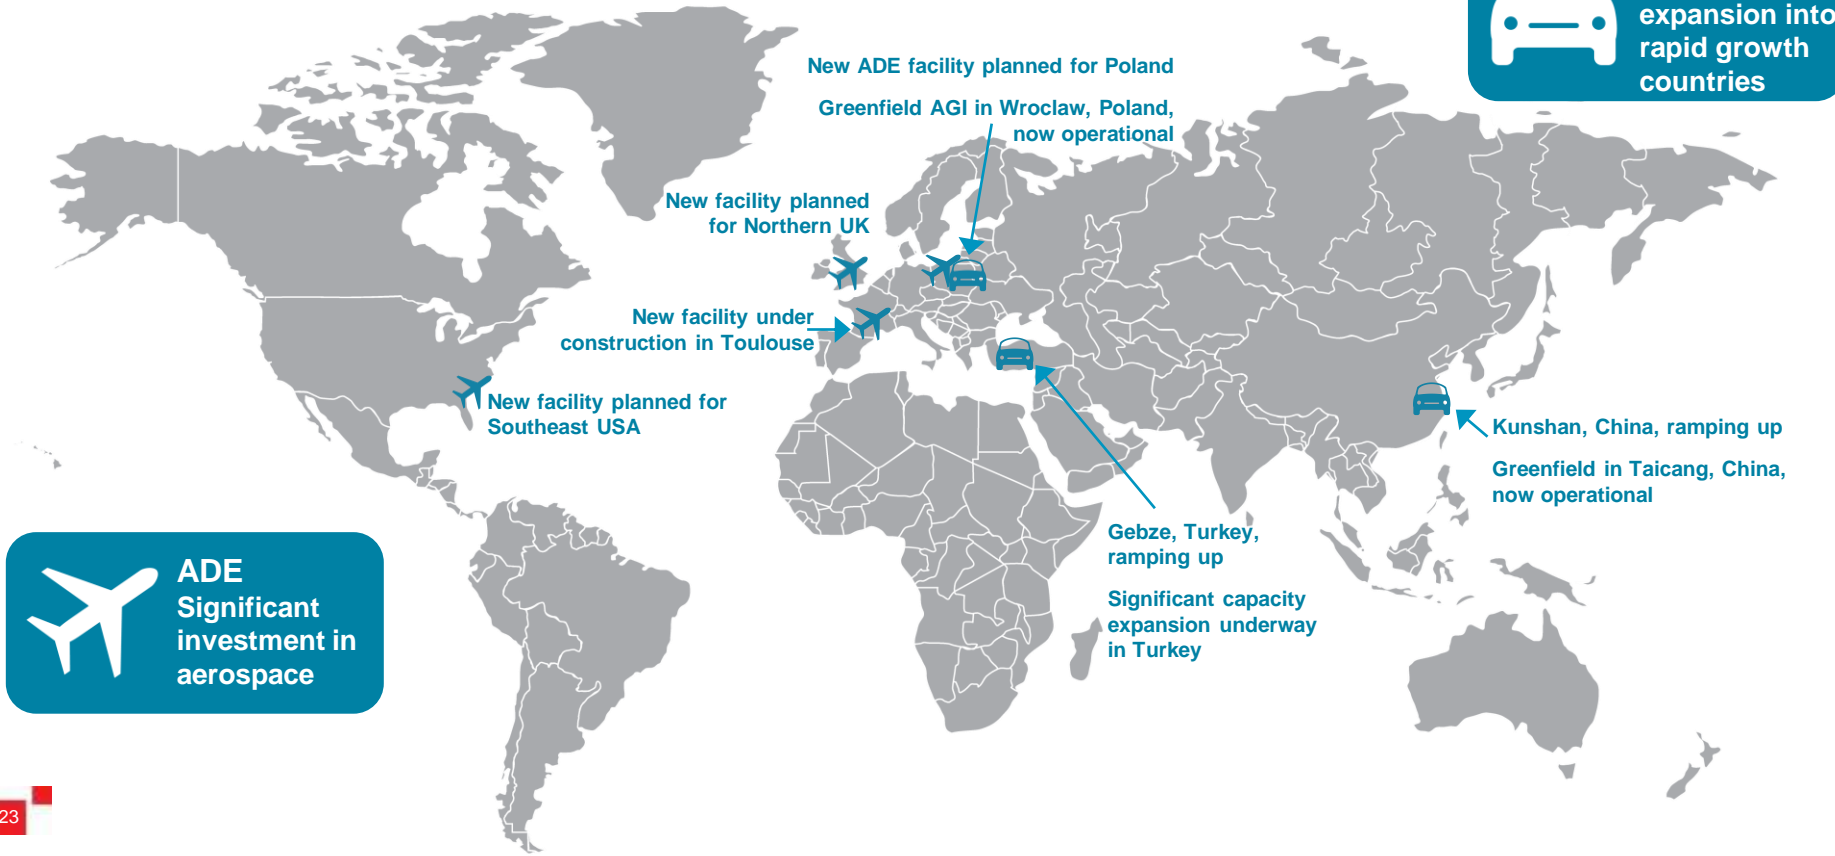 expansion into
rapid growth
countries
New ADE facility planned for Poland
Greenfield AGI in Wroclaw, Poland,
now operational
New facility planned
for Northern UK
New facility under
construction in Toulouse
New facility planned for
Southeast USA
Kunshan, China, ramping up
Greenfield in Taicang, China,
now operational
Gebze, Turkey,
ramping up
Significant capacity
expansion underway
in Turkey
ADE
Significant
investment in
aerospace
23